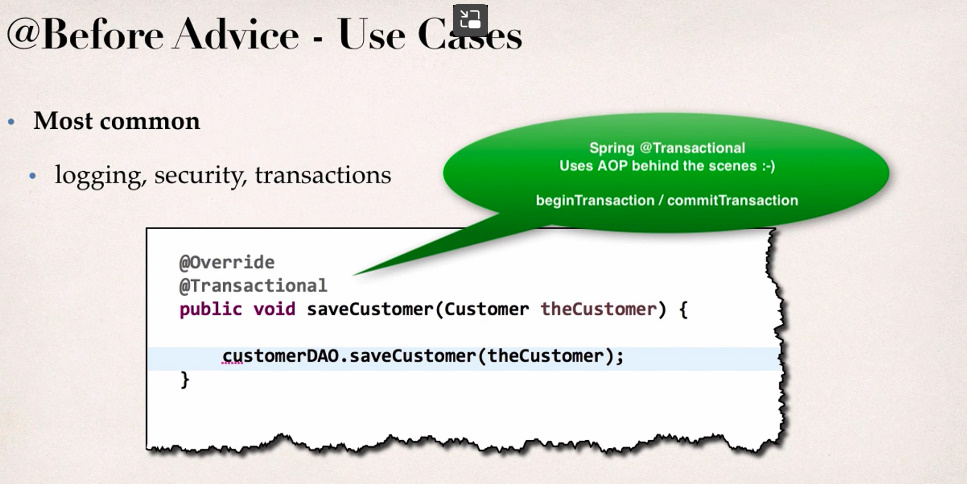 @Before Advice - Use Cases
• Most common
• logging, security, transactions
Spring @Transactional
Uses AOP behind the scenes :-)
beginTransaction / commitTransaction
@Override
@Transactional
public void saveCustomer(Customer theCustomer) {
customerDAO.saveCustomer(theCustomer);
}